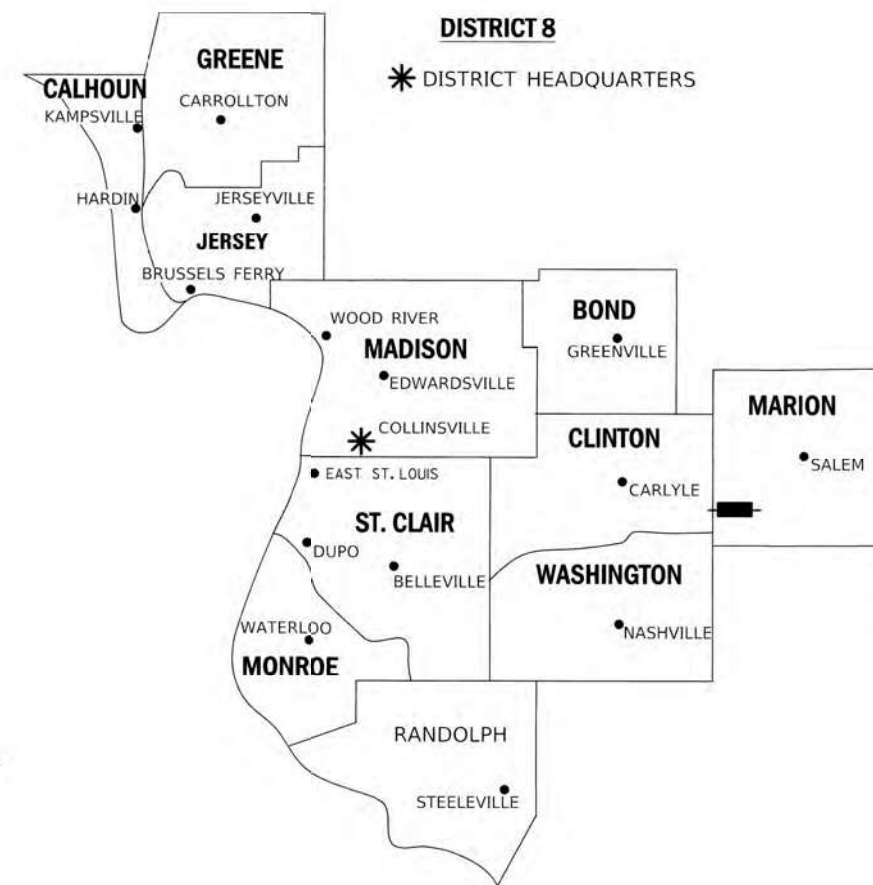 DISTRICT 8
DISTRICT HEADQUARTERS
GREENE
CALHOUN
CARROLLTON
KAMPSVILLE
HARDIN
JERSEYVILLE
JERSEY
BRUSSELS FERRY
WOOD RIVER
MADISON
EDWARDSVILLE
COLLINSVILLE
BOND
GREENVILLE
MARION
SALEM
CLINTON
CARLYLE
EAST ST. LOUIS
ST. CLAIR
DUPO
BELLEVILLE
WASHINGTON
NASHVILLE
WATERLOO
MONROE
RANDOLPH
STEELEVILLE